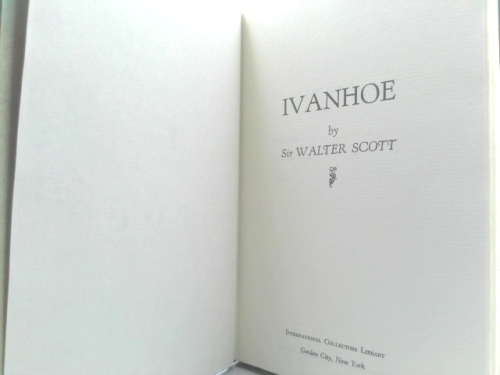 IVANHOE
by
Sir WALTER SCOTT
International Collectors Library
Garden City, New York